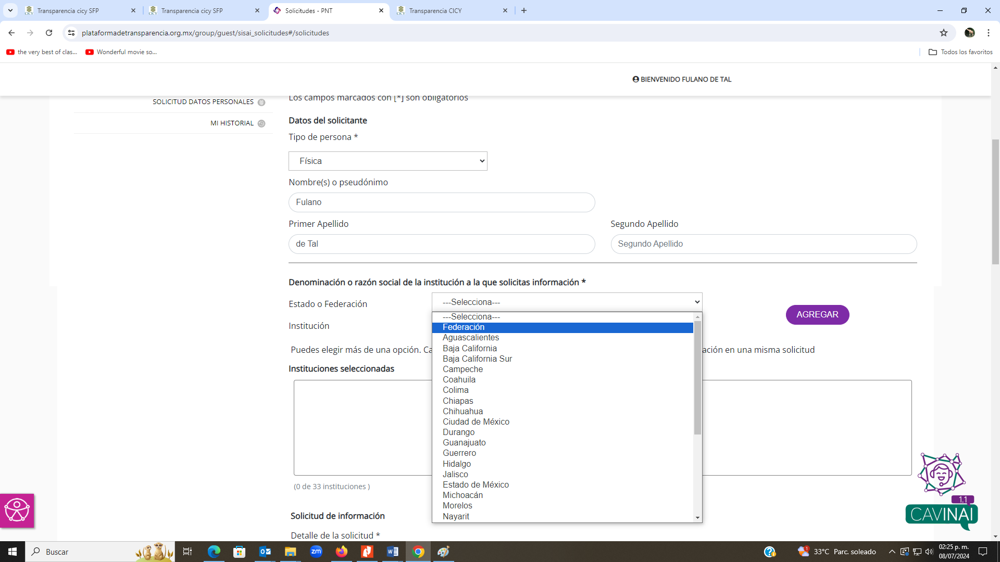 Transparencia cicy SFP
Transparencia cicy SFP
Solicitudes - PNT
Transparencia CICY
plataformadetransparencia.org.mx/group/guest/sisai_solicitudes#/solicitudes
the very best of clas...
Wonderful movie so...
Todos los favoritos
BIENVENIDO FULANO DE TAL
SOLICITUD DATOS PERSONALES
MI HISTORIAL
Los campos marcados con [*] son obligatorios
Datos del solicitante
Tipo de persona *
Física
Nombre(s) o pseudónimo
Fulano
Primer Apellido
Segundo Apellido
de Tal
Segundo Apellido
Denominación o razón social de la institución a la que solicitas información *
Estado o Federación
---Selecciona---
AGREGAR
Institución
---Selecciona---
Federación
Aguascalientes
Baja California
Baja California Sur
Campeche
Coahuila
Colima
Chiapas
Chihuahua
Ciudad de México
Durango
Guanajuato
Guerrero
Hidalgo
Jalisco
Estado de México
Michoacán
Morelos
Nayarit
Puedes elegir más de una opción. Ca
ación en una misma solicitud
Instituciones seleccionadas
(0 de 33 instituciones )
Solicitud de información
Detalle de la solicitud *
1.1
CAVINAI
Buscar
33°C Parc. soleado
02:25 p. m.
08/07/2024